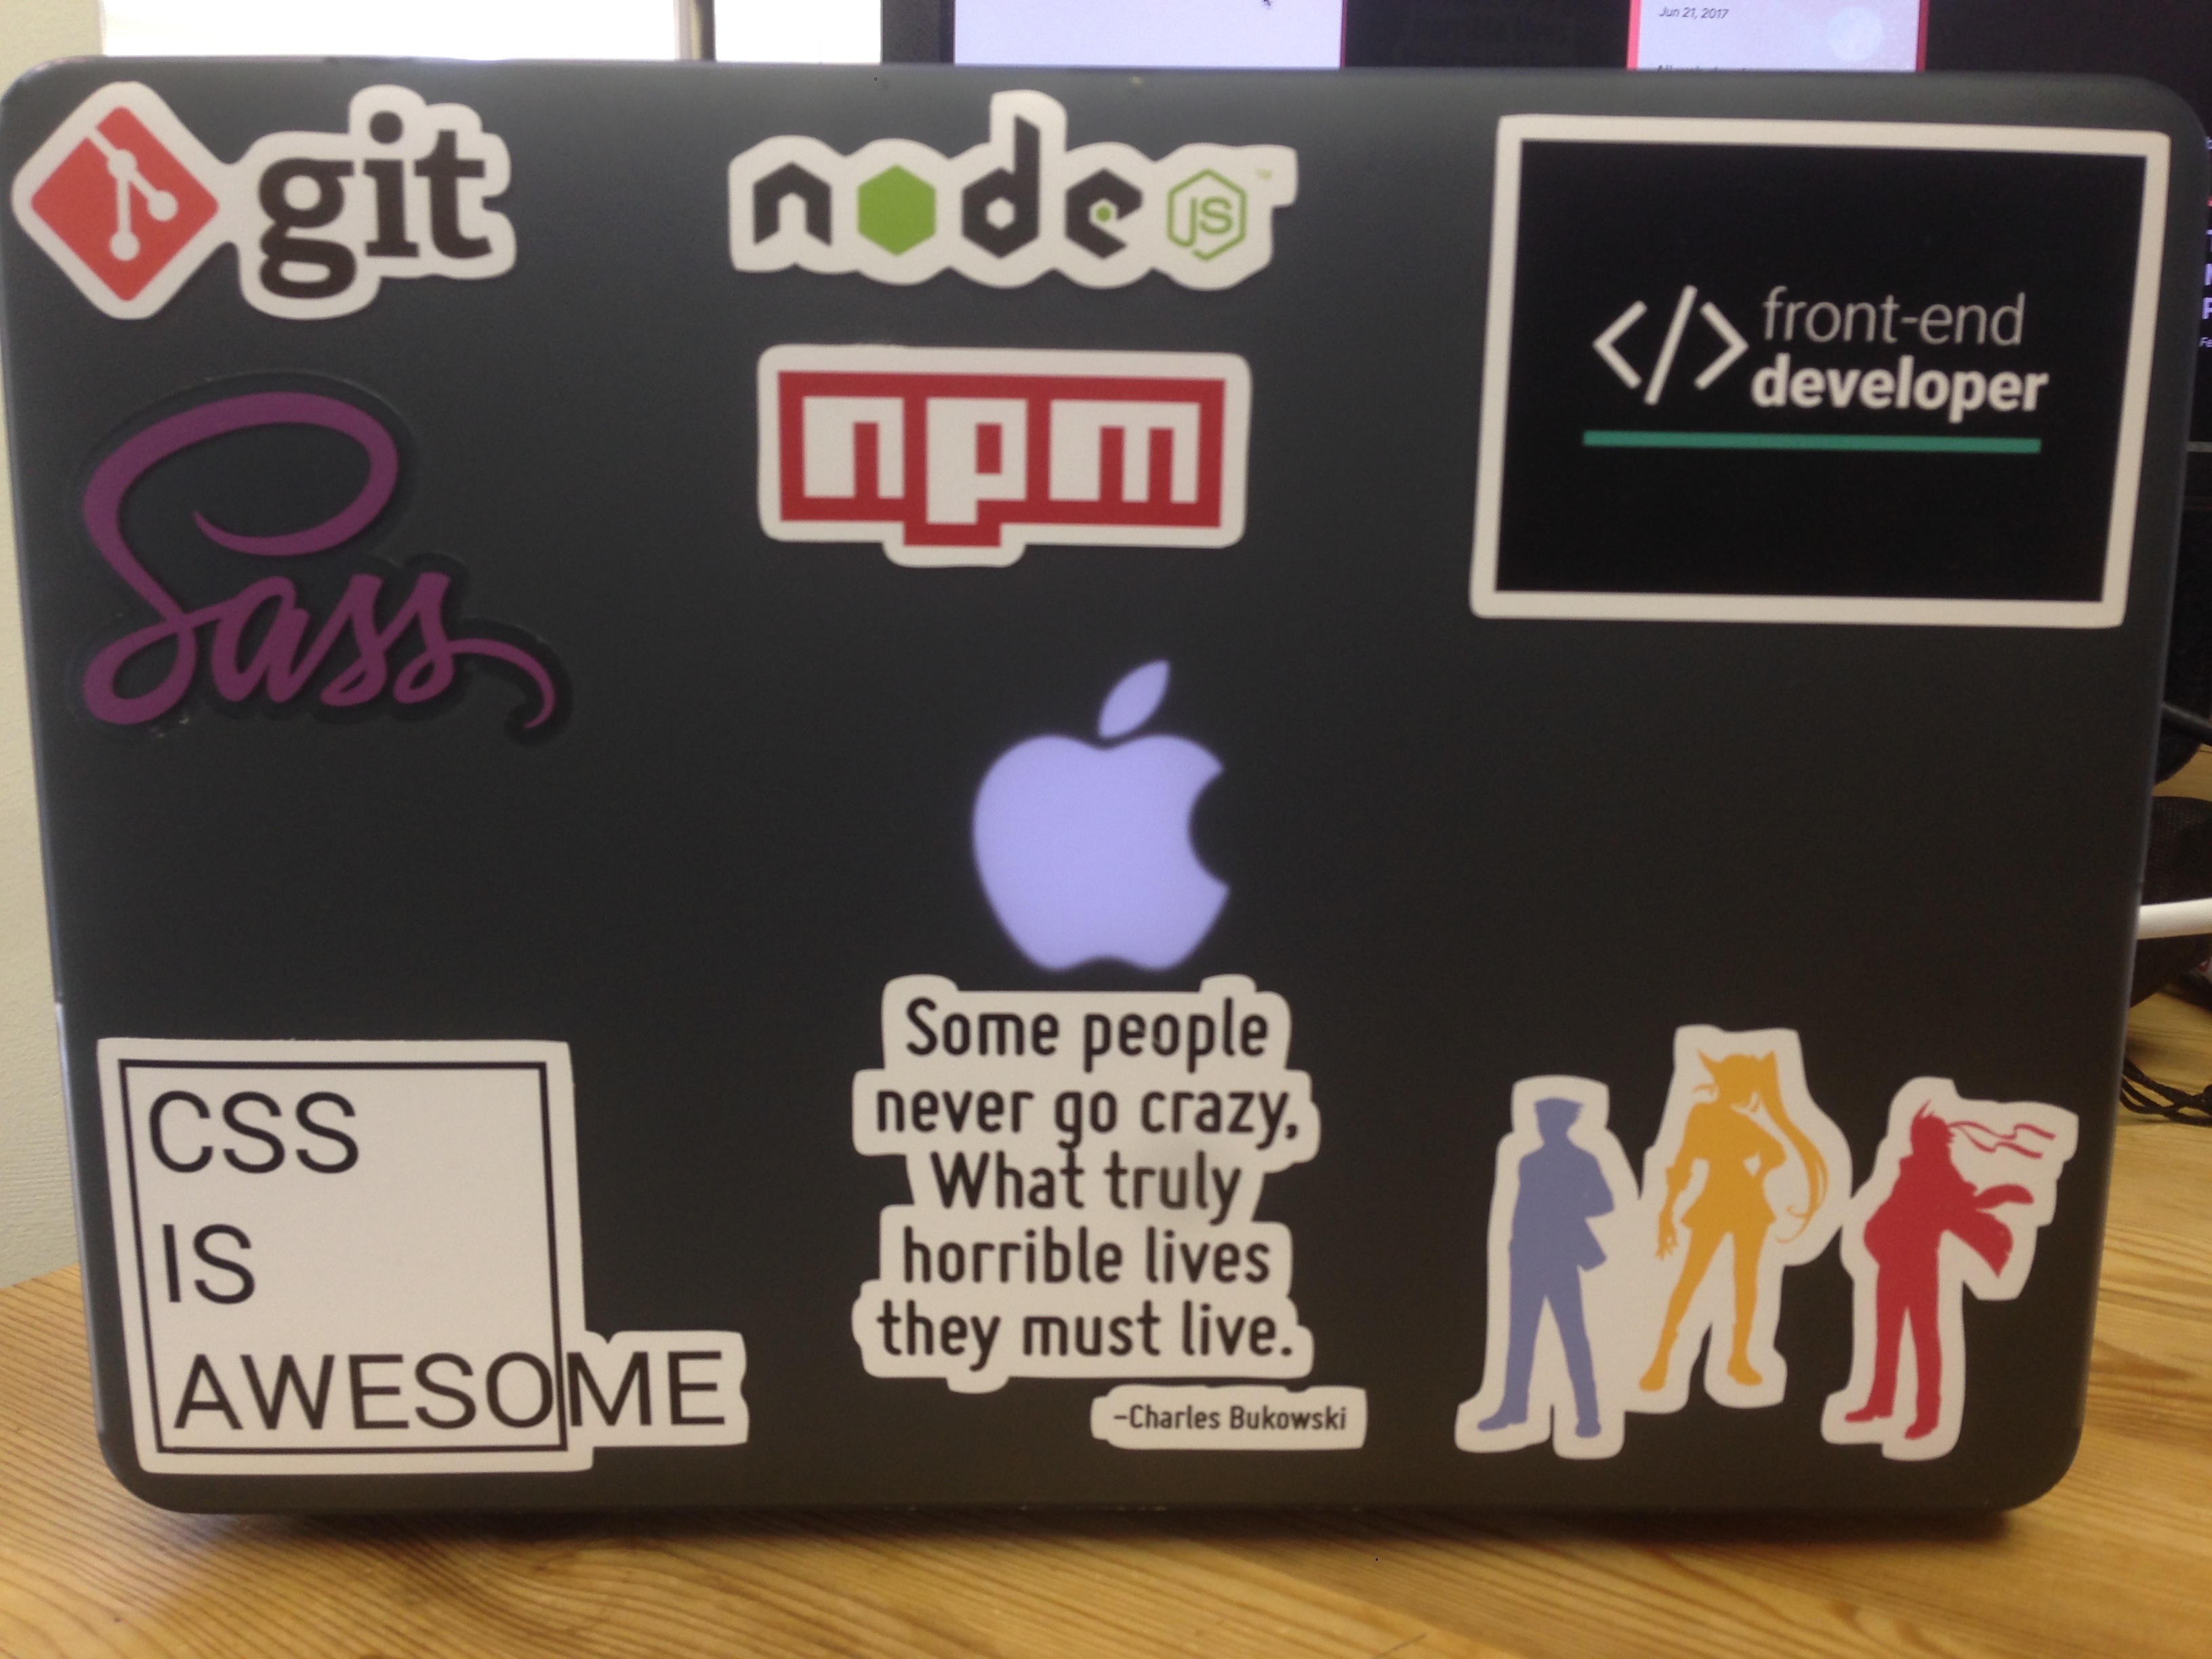 Jun 21, 2017
git
node JS ™
npm
</> front-end
developer
Sass
CSS
IS
AWESOME
Some people
never go crazy,
What truly
horrible lives
they must live.
–Charles Bukowski